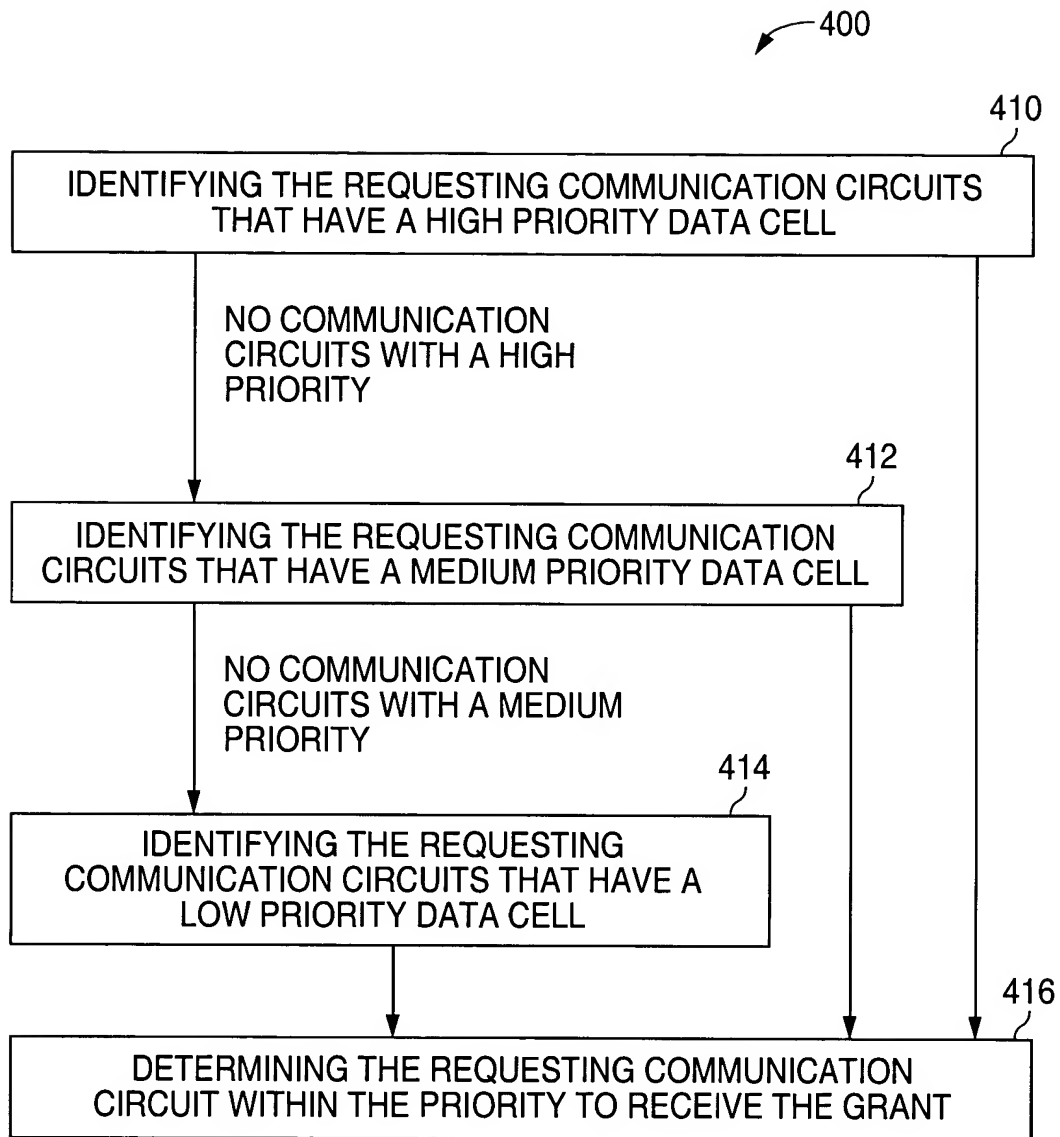 400
410
IDENTIFYING THE REQUESTING COMMUNICATION CIRCUITS
THAT HAVE A HIGH PRIORITY DATA CELL
NO COMMUNICATION
CIRCUITS WITH A HIGH
PRIORITY
412
IDENTIFYING THE REQUESTING COMMUNICATION
CIRCUITS THAT HAVE A MEDIUM PRIORITY DATA CELL
NO COMMUNICATION
CIRCUITS WITH A MEDIUM
PRIORITY
414
IDENTIFYING THE REQUESTING
COMMUNICATION CIRCUITS THAT HAVE A
LOW PRIORITY DATA CELL
416
DETERMINING THE REQUESTING COMMUNICATION
CIRCUIT WITHIN THE PRIORITY TO RECEIVE THE GRANT